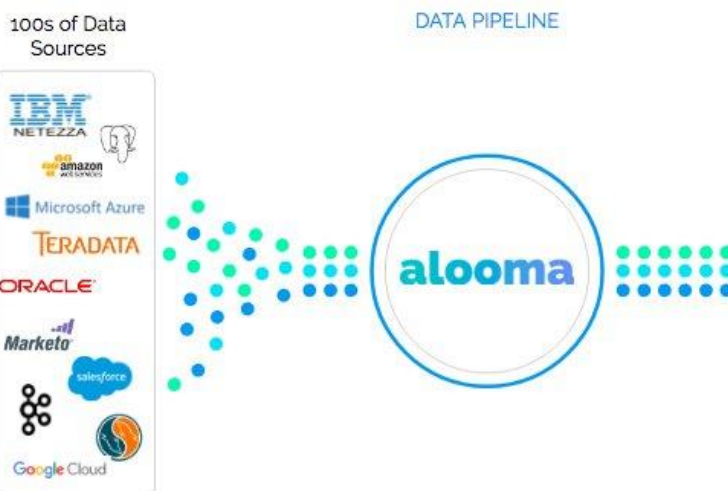 100s of Data
Sources
DATA PIPELINE
IBM
NETEZZA
amazon
web services
Microsoft Azure
TERADATA
ORACLE
Marketo
salesforce
Google Cloud
alooma